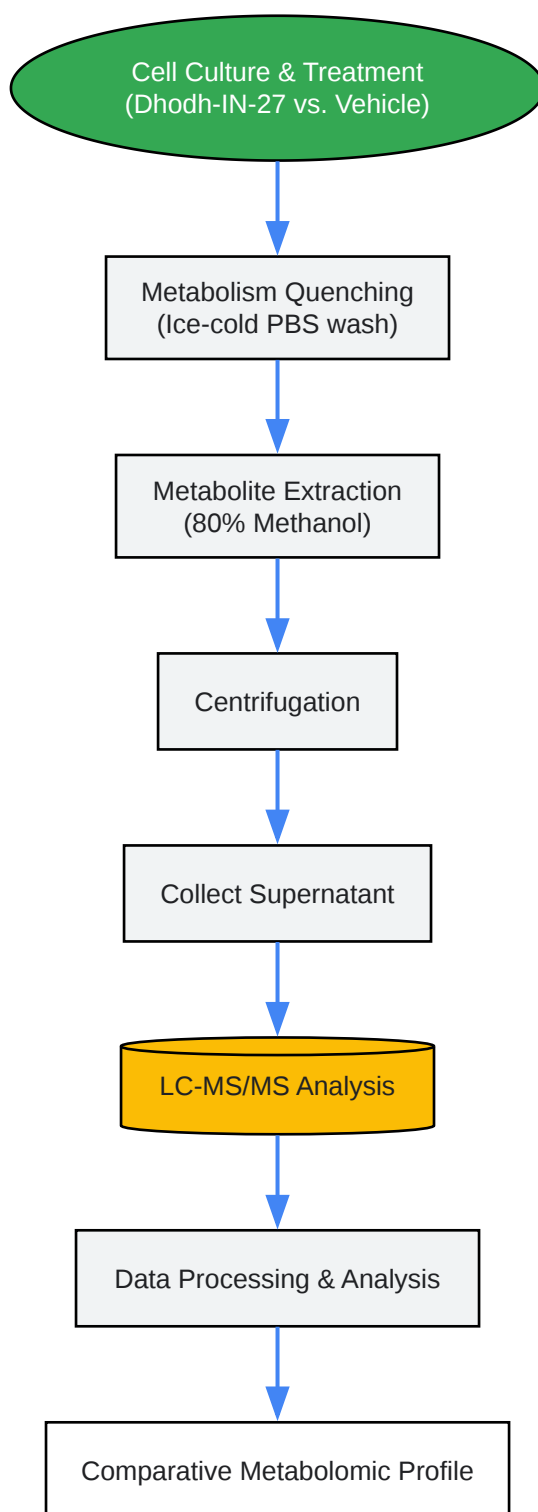 Cell Culture & Treatment
(Dhodh-IN-27 vs. Vehicle)
Metabolism Quenching
(Ice-cold PBS wash)
Metabolite Extraction
(80% Methanol)
Centrifugation
Collect Supernatant
LC-MS/MS Analysis
Data Processing & Analysis
Comparative Metabolomic Profile